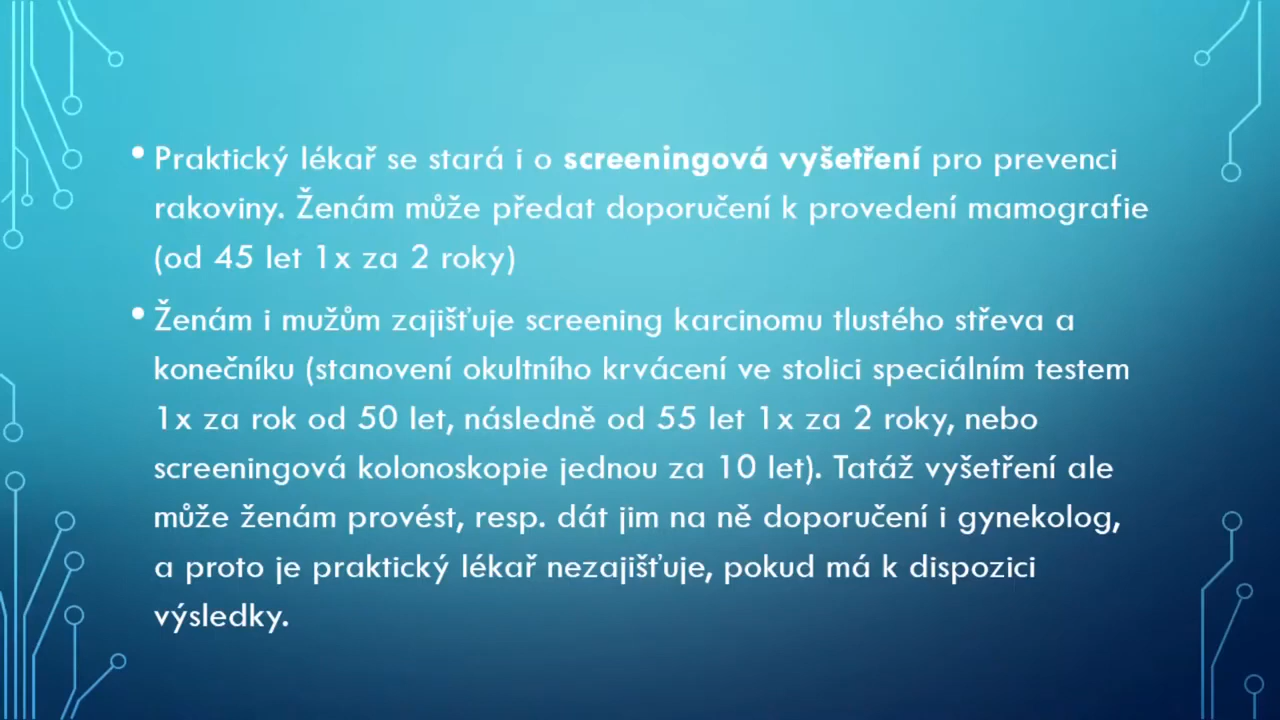 • Praktický lékař se stará i o screeningová vyšetření pro prevenci
rakoviny. Ženám může předat doporučení k provedení mamografie
(od 45 let 1x za 2 roky)
• Ženám i mužům zajišťuje screening karcinomu tlustého střeva a
konečníku (stanovení okultního krvácení ve stolici speciálním testem
1x za rok od 50 let, následně od 55 let 1x za 2 roky, nebo
screeningová kolonoskopie jednou za 10 let). Tatáž vyšetření ale
může ženám provést, resp. dát jim na ně doporučení i gynekolog,
a proto je praktický lékař nezajišťuje, pokud má k dispozici
výsledky.